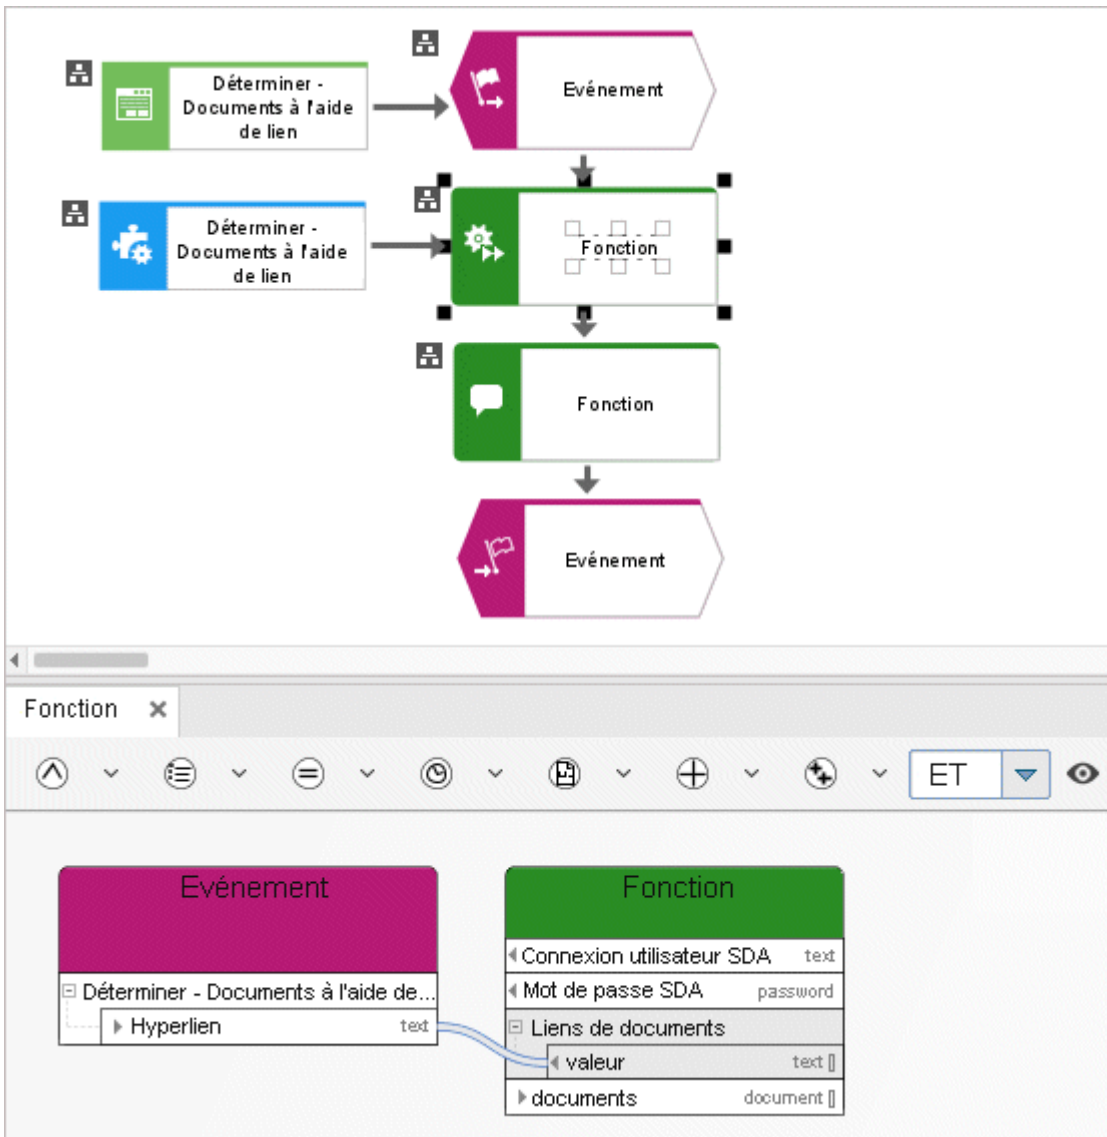 Déterminer -
Documents à l'aide
de lien
Evénement
Déterminer -
Documents à l'aide
de lien
Fonction
Fonction
Evénement
Fonction
ET
Evénement
Déterminer - Documents à l'aide de...
Hyperlien text
Fonction
Connexion utilisateur SDA text
Mot de passe SDA password
Liens de documents
valeur text []
documents document []